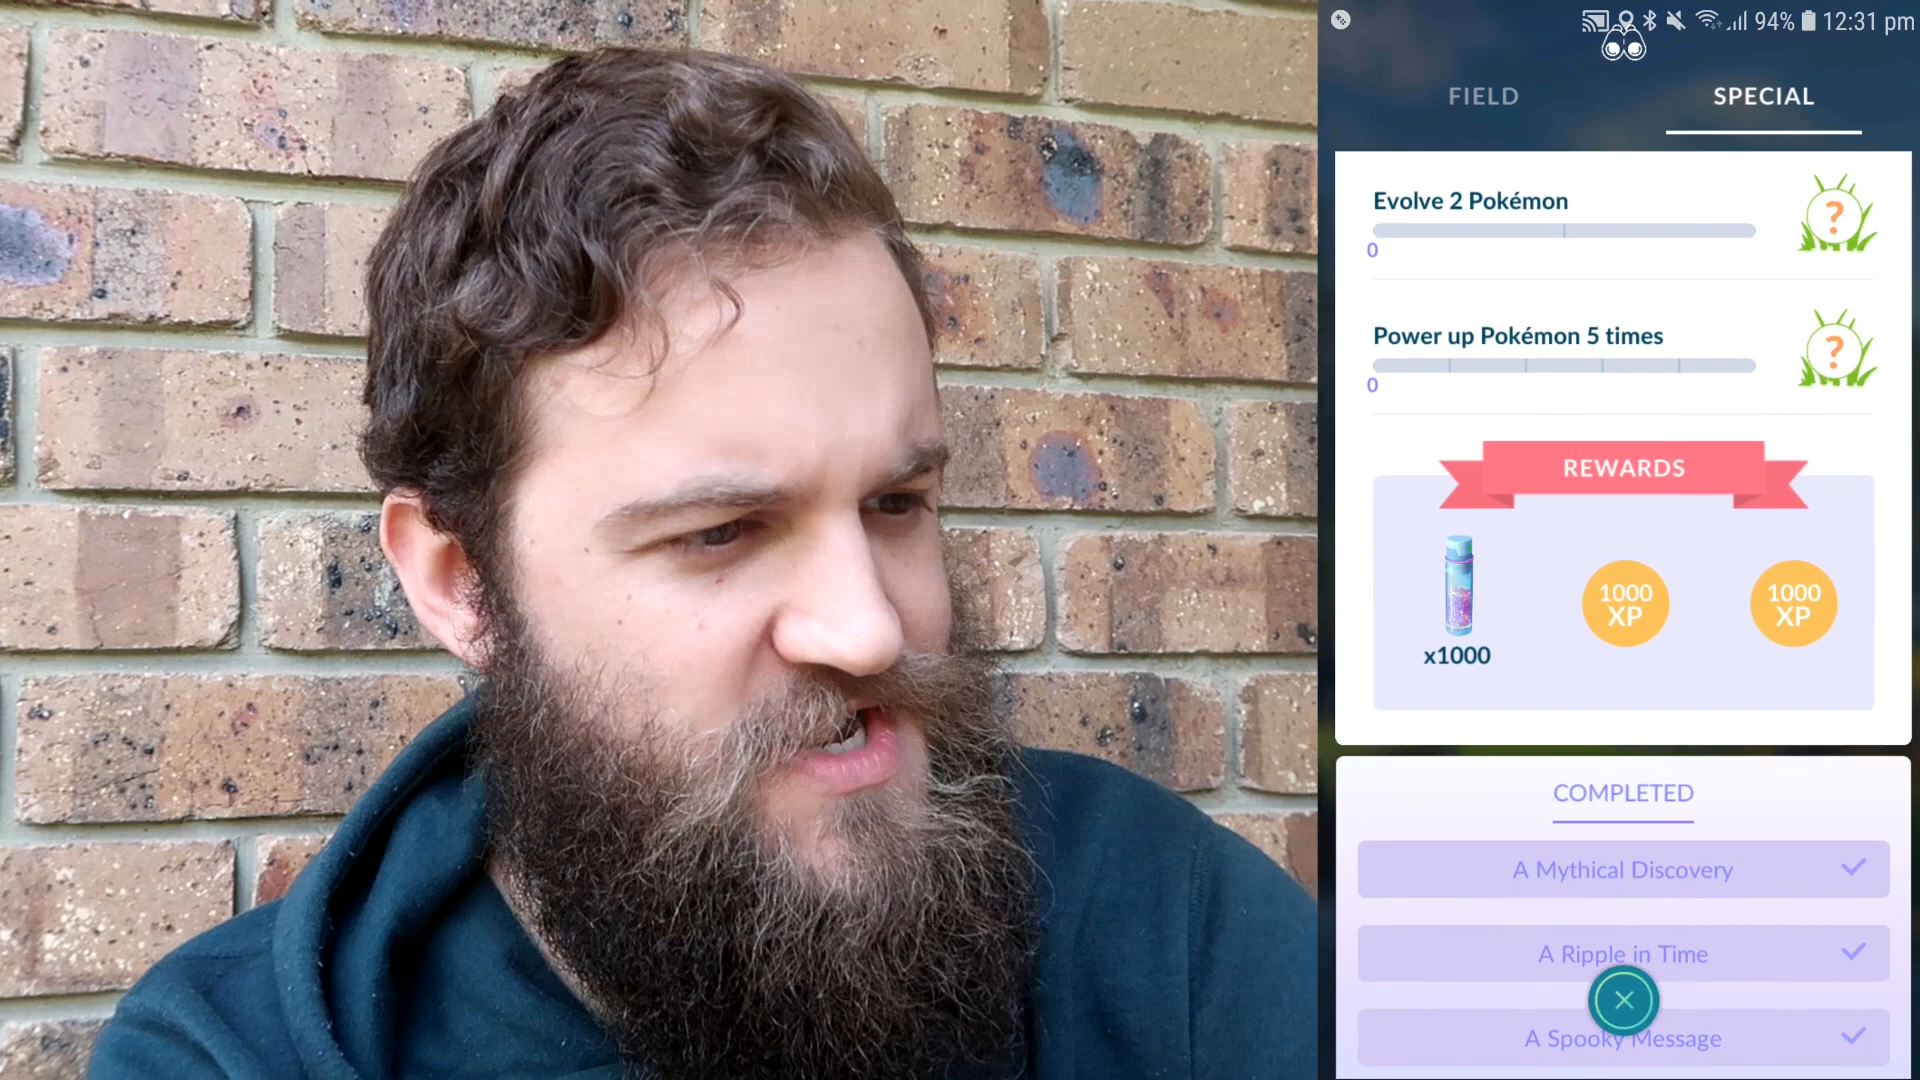 94% 12:31 pm
FIELD SPECIAL
Evolve 2 Pokémon
?
0
Power up Pokémon 5 times
?
0
REWARDS
1000 XP
1000 XP
x1000
COMPLETED
A Mythical Discovery
A Ripple in Time
A Spooky Message